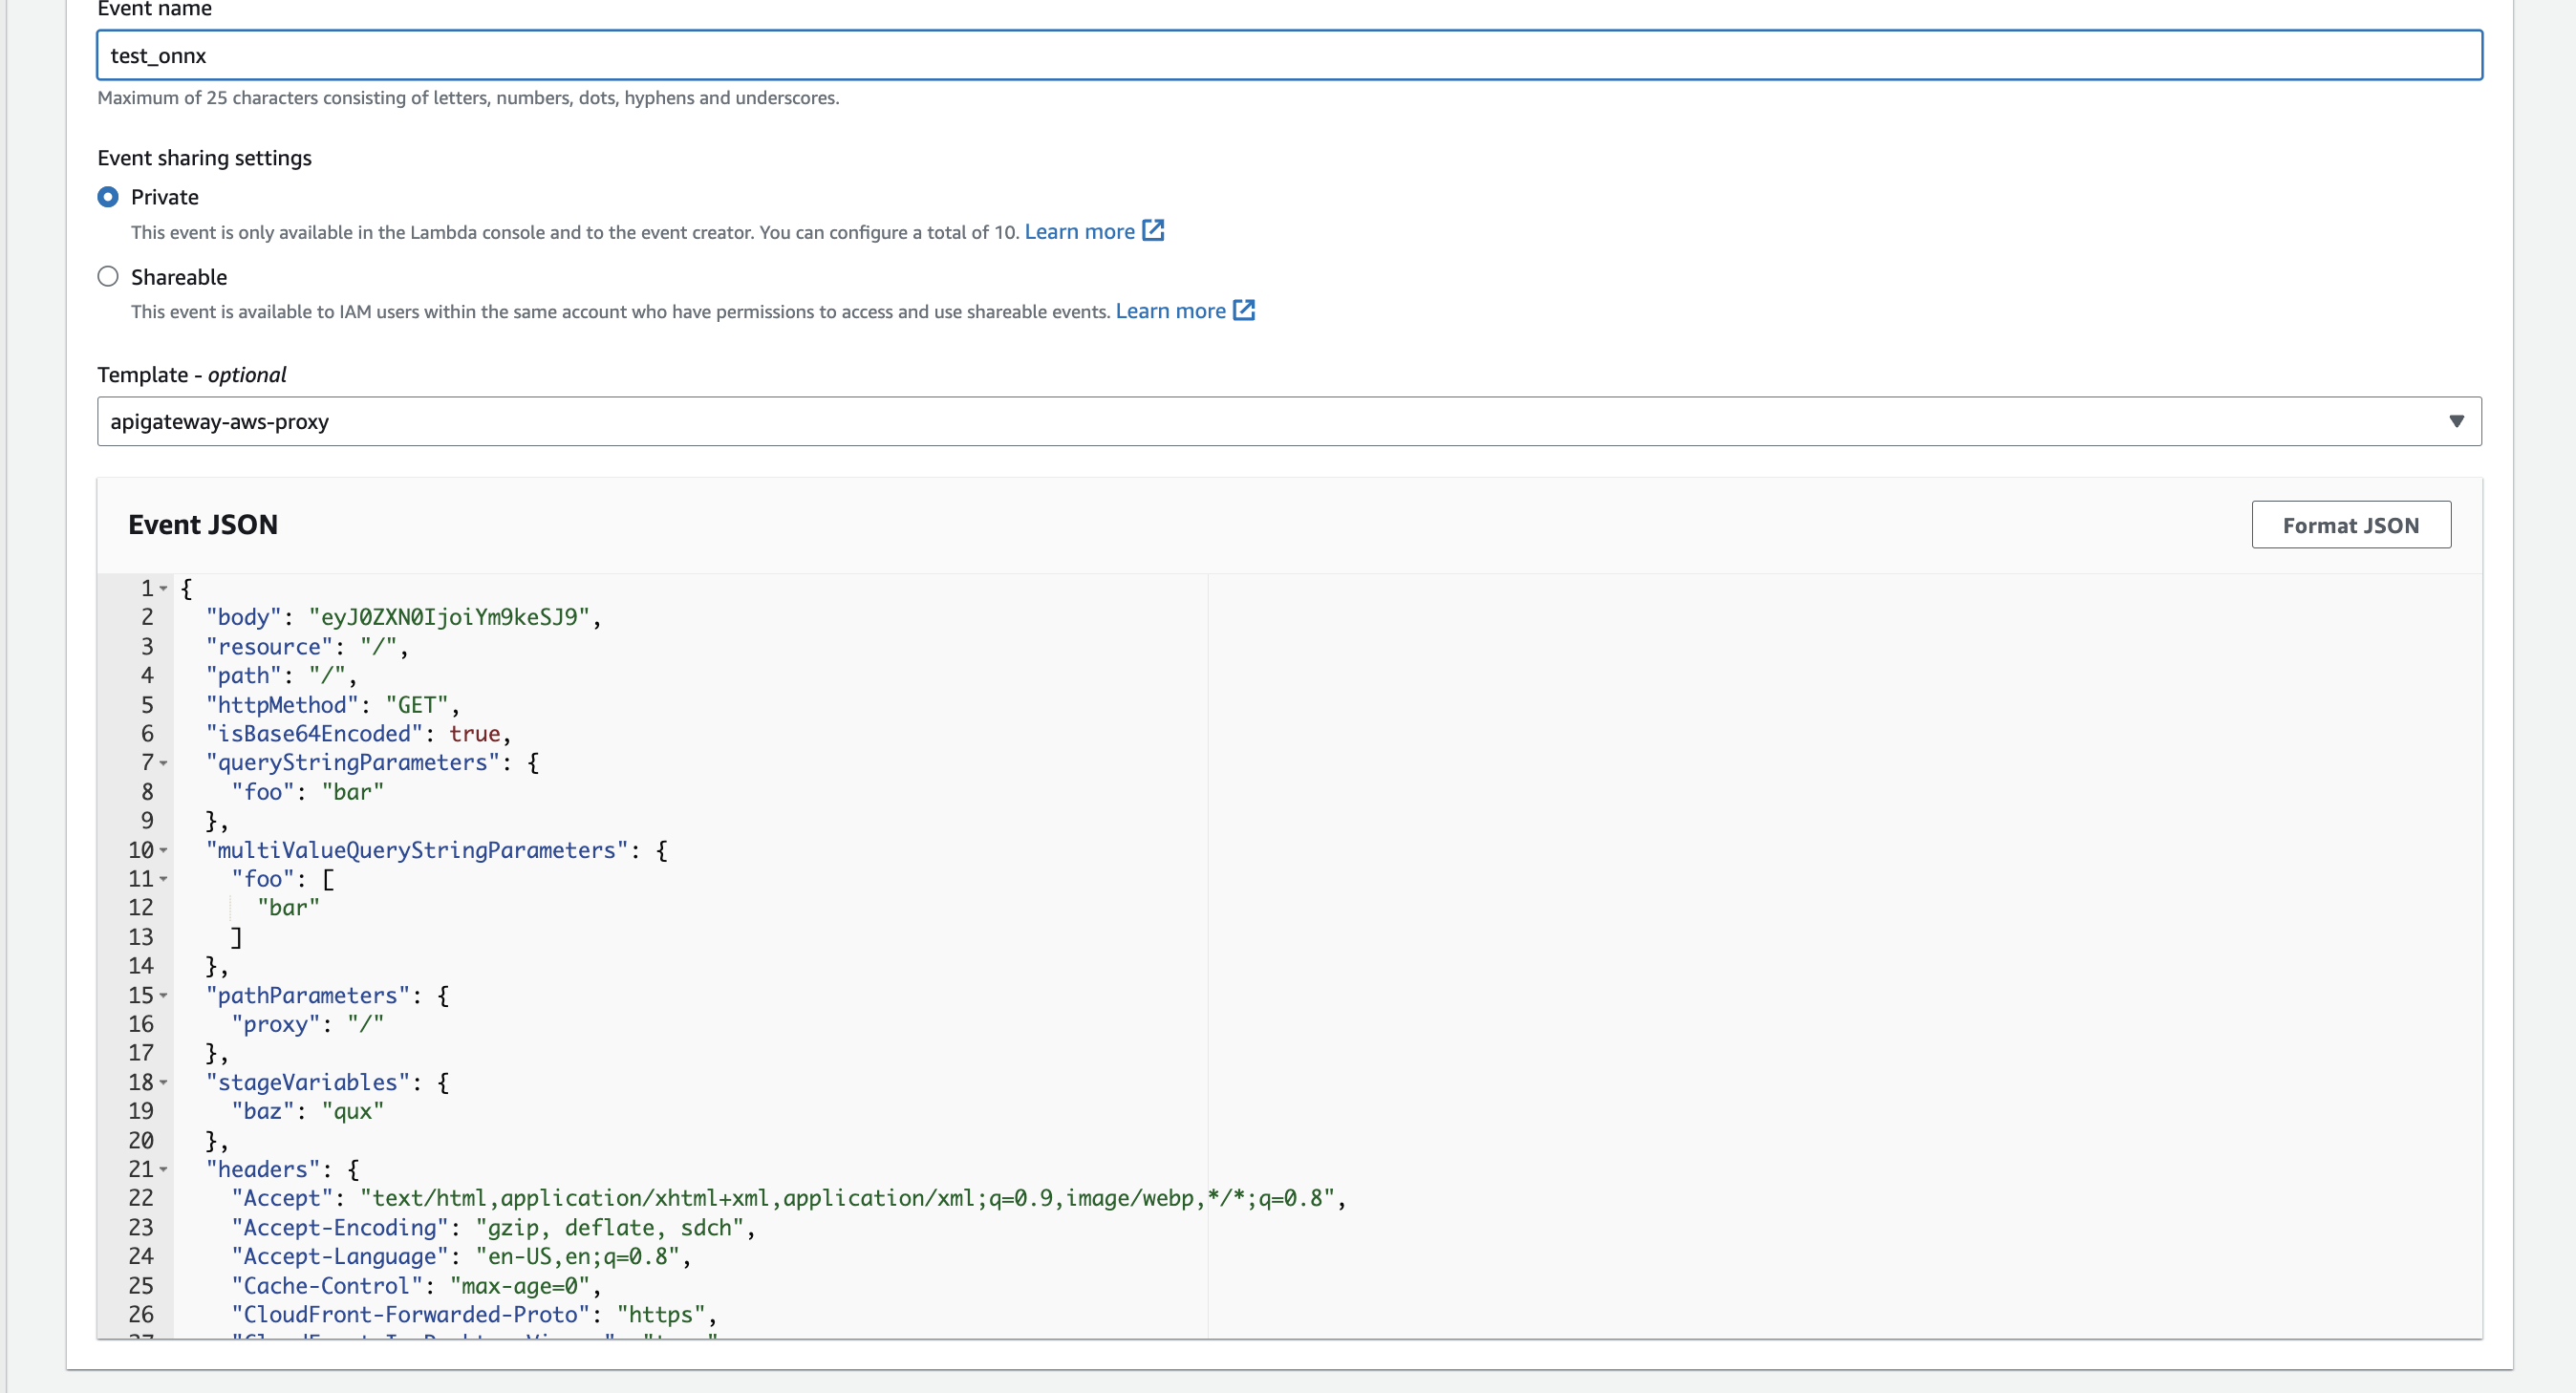 Event name
test_onnx
Maximum of 25 characters consisting of letters, numbers, dots, hyphens and underscores.
Event sharing settings
Private
This event is only available in the Lambda console and to the event creator. You can configure a total of 10. Learn more
Shareable
This event is available to IAM users within the same account who have permissions to access and use shareable events. Learn more
Template - optional
apigateway-aws-proxy
Event JSON
Format JSON
1 {
2 "body": "eyJ0ZXN0IjoiYm9keSJ9",
3 "resource": "/",
4 "path": "/",
5 "httpMethod": "GET",
6 "isBase64Encoded": true,
7 "queryStringParameters": {
8 "foo": "bar"
9 },
10 "multiValueQueryStringParameters": {
11 "foo": [
12 "bar"
13 ]
14 },
15 "pathParameters": {
16 "proxy": "/"
17 },
18 "stageVariables": {
19 "baz": "qux"
20 },
21 "headers": {
22 "Accept": "text/html,application/xhtml+xml,application/xml;q=0.9,image/webp,*/*;q=0.8",
23 "Accept-Encoding": "gzip, deflate, sdch",
24 "Accept-Language": "en-US,en;q=0.8",
25 "Cache-Control": "max-age=0",
26 "CloudFront-Forwarded-Proto": "https",